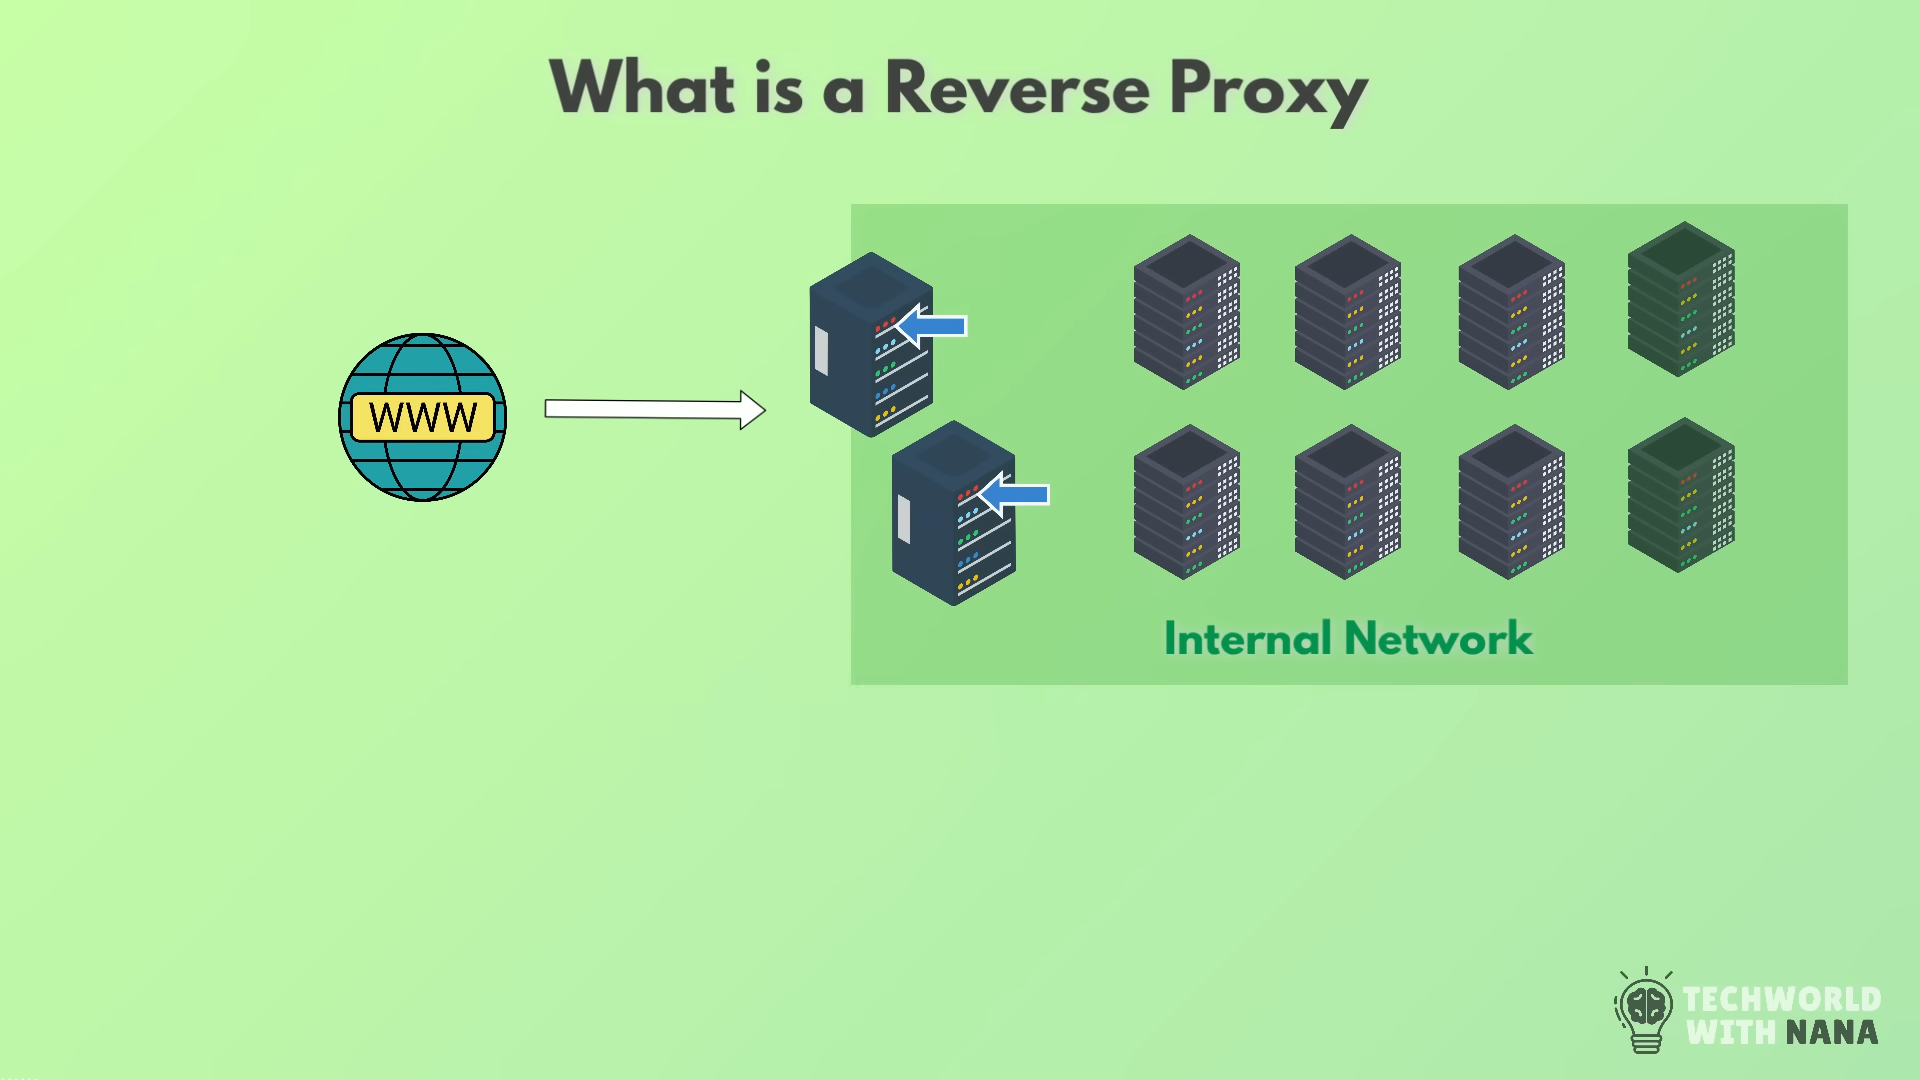 What is a Reverse Proxy
WWW
Internal Network
TECHWORLD
WITH NANA